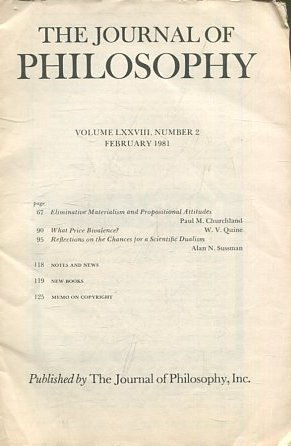 THE JOURNAL OF
PHILOSOPHY
VOLUME LXXVIII, NUMBER 2
FEBRUARY 1981
page
67 Eliminative Materialism and Propositional Attitudes
Paul M. Churchland
90 What Price Bivalence? W. V. Quine
95 Reflections on the Chances for a Scientific Dualism
Alan N. Sussman
118 NOTES AND NEWS
119 NEW BOOKS
125 MEMO ON COPYRIGHT
Published by The Journal of Philosophy, Inc.